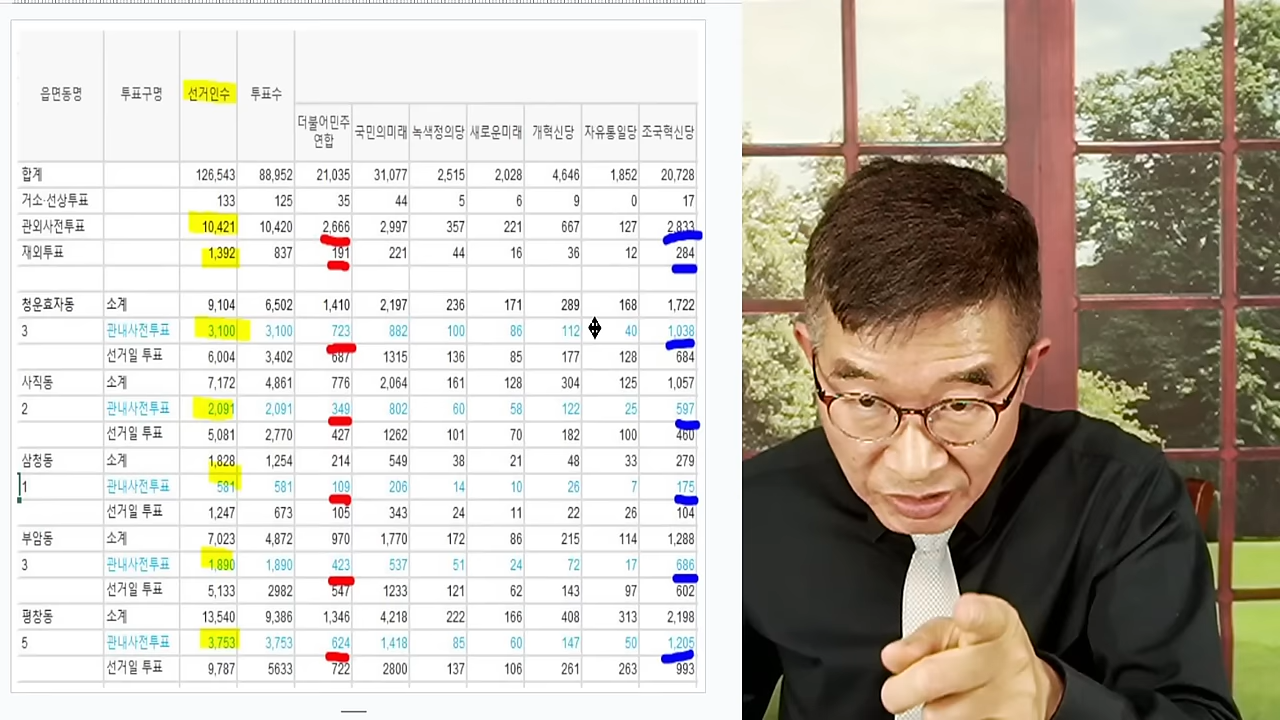 읍면동명 투표구명 선거인수 투표수
더불어민주연합 국민의미래 녹색정의당 새로운미래 개혁신당 자유통일당 조국혁신당
합계 126,543 88,952 21,035 31,077 2,515 2,028 4,646 1,852 20,728
거소·선상투표 133 125 35 44 5 6 9 0 17
관외사전투표 10,421 10,420 2,666 2,997 357 221 667 127 2,833
재외투표 1,392 837 191 221 44 16 36 12 284
청운효자동 소계 9,104 6,502 1,410 2,197 236 171 289 168 1,722
3 관내사전투표 3,100 3,100 723 882 100 86 112 40 1,038
선거일 투표 6,004 3,402 687 1315 136 85 177 128 684
사직동 소계 7,172 4,861 776 2,064 161 128 304 125 1,057
2 관내사전투표 2,091 2,091 349 802 60 58 122 25 597
선거일 투표 5,081 2,770 427 1262 101 70 182 100 460
삼청동 소계 1,828 1,254 214 549 38 21 48 33 279
1 관내사전투표 581 581 109 206 14 10 26 7 175
선거일 투표 1,247 673 105 343 24 11 22 26 104
부암동 소계 7,023 4,872 970 1,770 172 86 215 114 1,288
3 관내사전투표 1,890 1,890 423 537 51 24 72 17 686
선거일 투표 5,133 2982 547 1233 121 62 143 97 602
평창동 소계 13,540 9,386 1,346 4,218 222 166 408 313 2,198
5 관내사전투표 3,753 3,753 624 1,418 85 60 147 50 1,205
선거일 투표 9,787 5633 722 2800 137 106 261 263 993